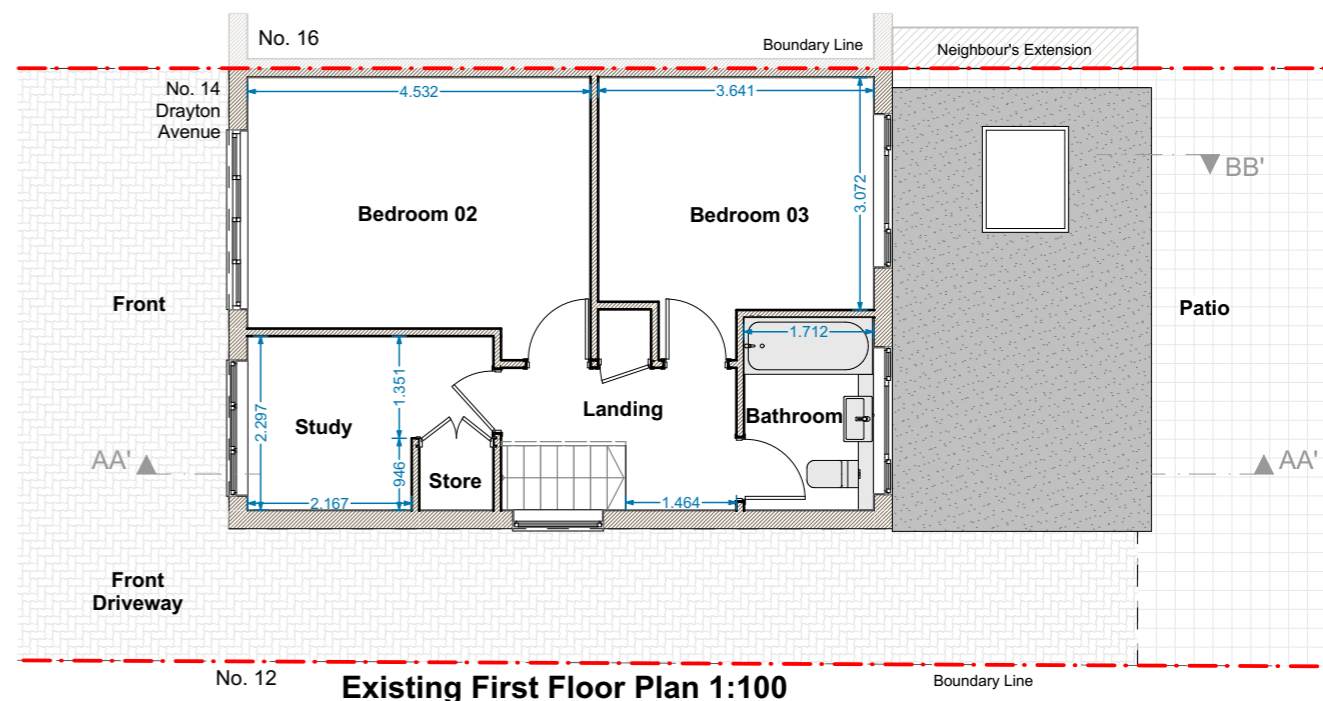 No. 16
Boundary Line
Neighbour's Extension
No. 14
Drayton
Avenue
4.532
3.641
BB'
3.072
Bedroom 02
Bedroom 03
Front
Patio
1.712
2.297
1.351
Study
Landing
Bathroom
AA'
946
Store
AA'
2.167
1.464
Front
Driveway
No. 12
Existing First Floor Plan 1:100
Boundary Line